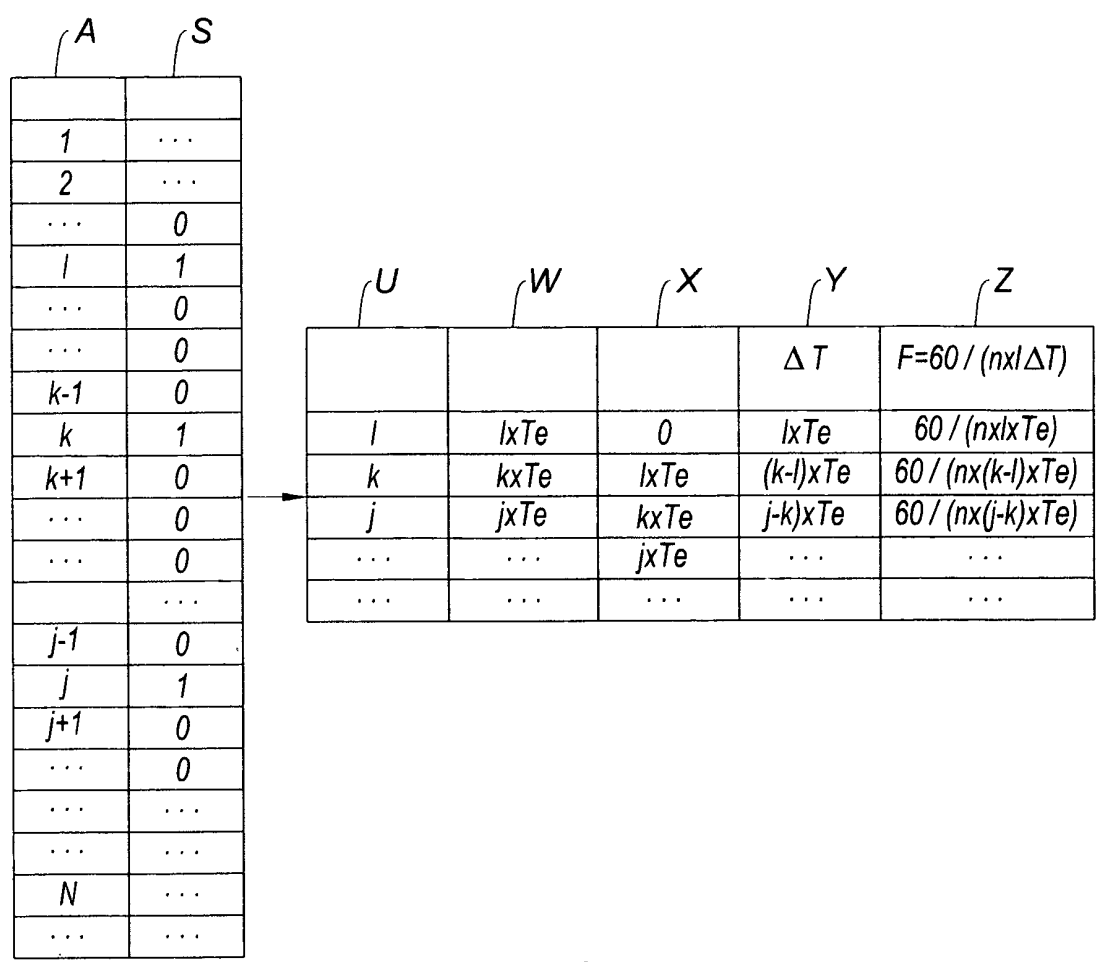 A S
1 ...
2 ...
... 0
l 1
... 0
... 0
k-1 0
k 1
k+1 0
... 0
... 0
...
j-1 0
j 1
j+1 0
... 0
... ...
... ...
N ...
... ...
U W X Y Z
Δ T F=60 / (nxlΔT)
l lxTe 0 lxTe 60 / (nxlxTe)
k kxTe lxTe (k-l)xTe 60 / (nx(k-l)xTe)
j jxTe kxTe j-k)xTe 60 / (nx(j-k)xTe)
... ... jxTe ... ...
... ... ... ... ...